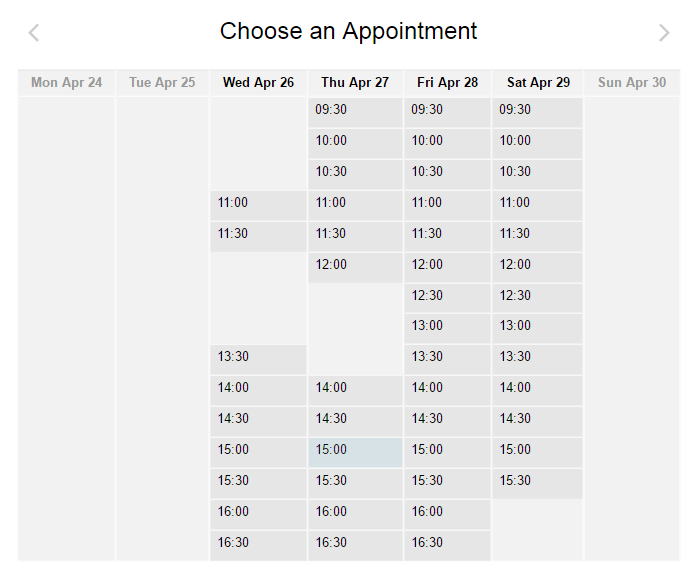 Choose an Appointment
Mon Apr 24 Tue Apr 25 Wed Apr 26 Thu Apr 27 Fri Apr 28 Sat Apr 29 Sun Apr 30
09:30 09:30 09:30
10:00 10:00 10:00
10:30 10:30 10:30
11:00 11:00 11:00 11:00
11:30 11:30 11:30 11:30
12:00 12:00 12:00
12:30 12:30
13:00 13:00
13:30 13:30 13:30
14:00 14:00 14:00 14:00
14:30 14:30 14:30 14:30
15:00 15:00 15:00 15:00
15:30 15:30 15:30 15:30
16:00 16:00 16:00
16:30 16:30 16:30